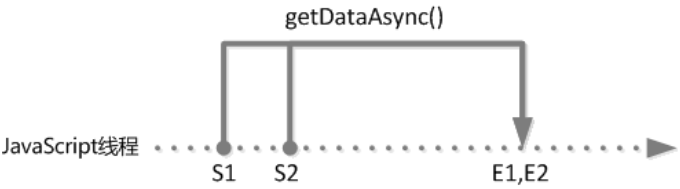 getDataAsync()
JavaScript线程
S1 S2 E1,E2